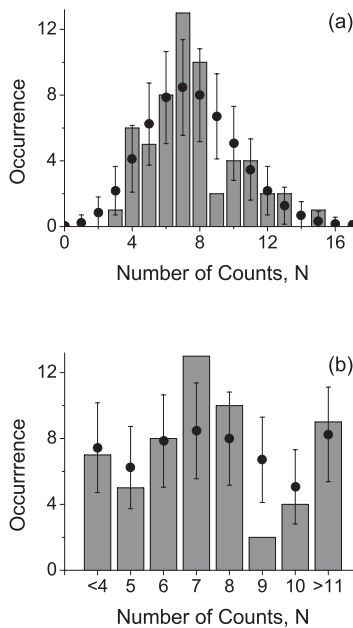 (a)
12
8
4
0
Occurrence
0 4 8 12 16
Number of Counts, N
(b)
12
8
4
0
Occurrrence
<4 5 6 7 8 9 10 >11
Number of Counts, N